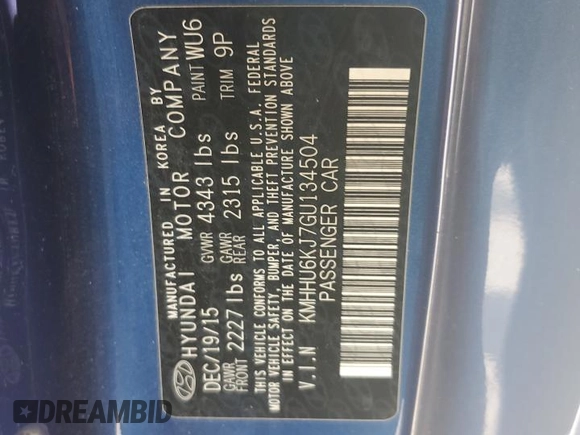 MANUFACTURED IN KOREA BY
HYUNDAI MOTOR COMPANY
DEC/19/15 GVWR 4343 lbs PAINT WU6
GAWR FRONT 2227 lbs GAWR REAR 2315 lbs TRIM 9P
THIS VEHICLE CONFORMS TO ALL APPLICABLE U.S.A. FEDERAL
MOTOR VEHICLE SAFETY, BUMPER, AND THEFT PREVENTION STANDARDS
IN EFFECT ON THE DATE OF MANUFACTURE SHOWN ABOVE
V.I.N KMHHU6KJ7GU134504
PASSENGER CAR
DREAMBID